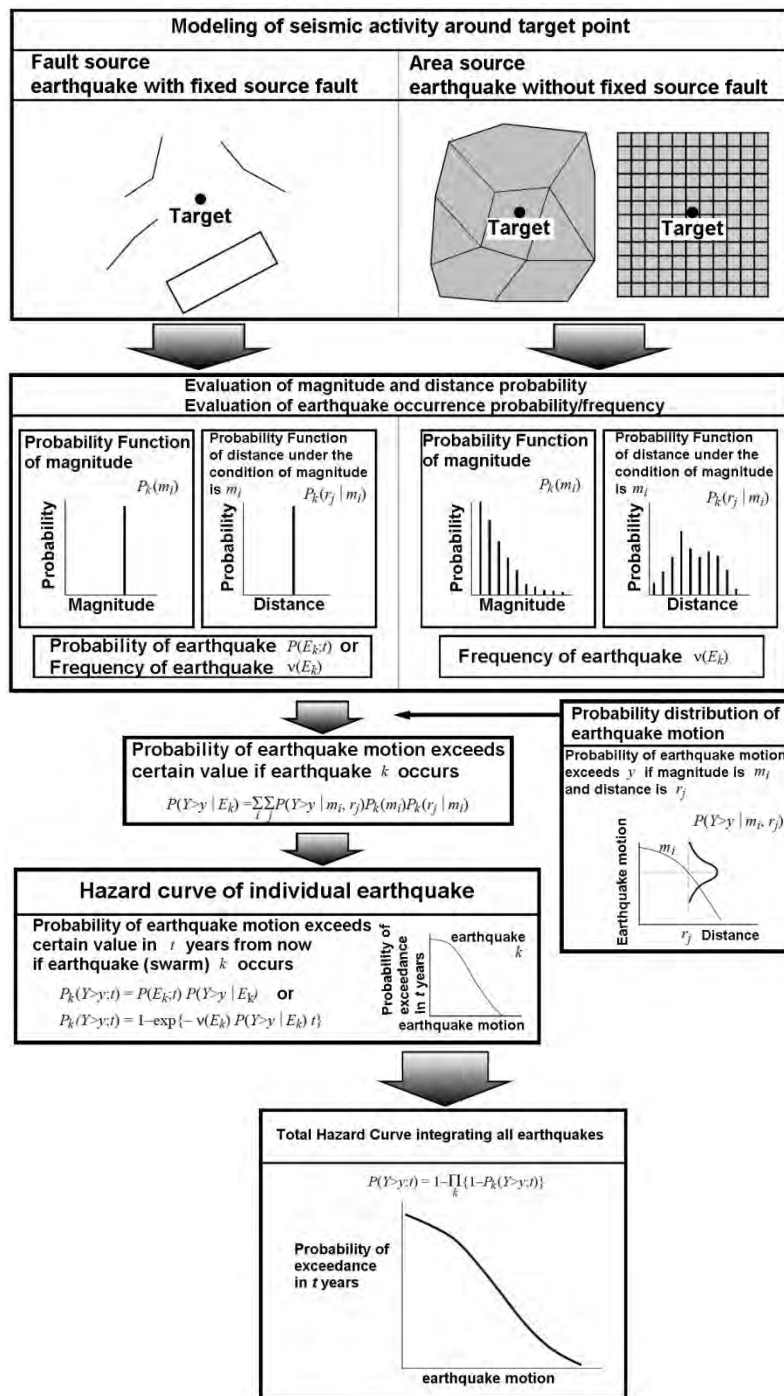 Modeling of seismic activity around target point
Fault source
earthquake with fixed source fault
Area source
earthquake without fixed source fault
Target
Target
Target
Evaluation of magnitude and distance probability
Evaluation of earthquake occurrence probability/frequency
Probability Function
of magnitude
Pk(mi)
Probability
Magnitude
Probability Function
of distance under the
condition of magnitude
is mi
Pk(rj | mi)
Probability
Distance
Probability Function
of magnitude
Pk(mi)
Probability
Magnitude
Probability Function
of distance under the
condition of magnitude
is mi
Pk(rj | mi)
Probability
Distance
Probability of earthquake P(Ek;t) or
Frequency of earthquake ν(Ek)
Frequency of earthquake ν(Ek)
Probability of earthquake motion exceeds
certain value if earthquake k occurs
P(Y>y | Ek) =∑i∑jP(Y>y | mi, rj)Pk(mi)Pk(rj | mi)
Probability distribution of
earthquake motion
Probability of earthquake motion
exceeds y if magnitude is mi
and distance is rj
P(Y>y | mi, rj)
mi
Earthquake motion
rj Distance
Hazard curve of individual earthquake
Probability of earthquake motion exceeds
certain value in t years from now
if earthquake (swarm) k occurs
Pk(Y>y;t) = P(Ek;t) P(Y>y | Ek) or
Pk(Y>y;t) = 1–exp{– ν(Ek) P(Y>y | Ek) t}
Probability of
exceedance
in t years
earthquake
k
earthquake motion
Total Hazard Curve integrating all earthquakes
P(Y>y;t) = 1–∏k{1–Pk(Y>y;t)}
Probability of
exceedance
in t years
earthquake motion